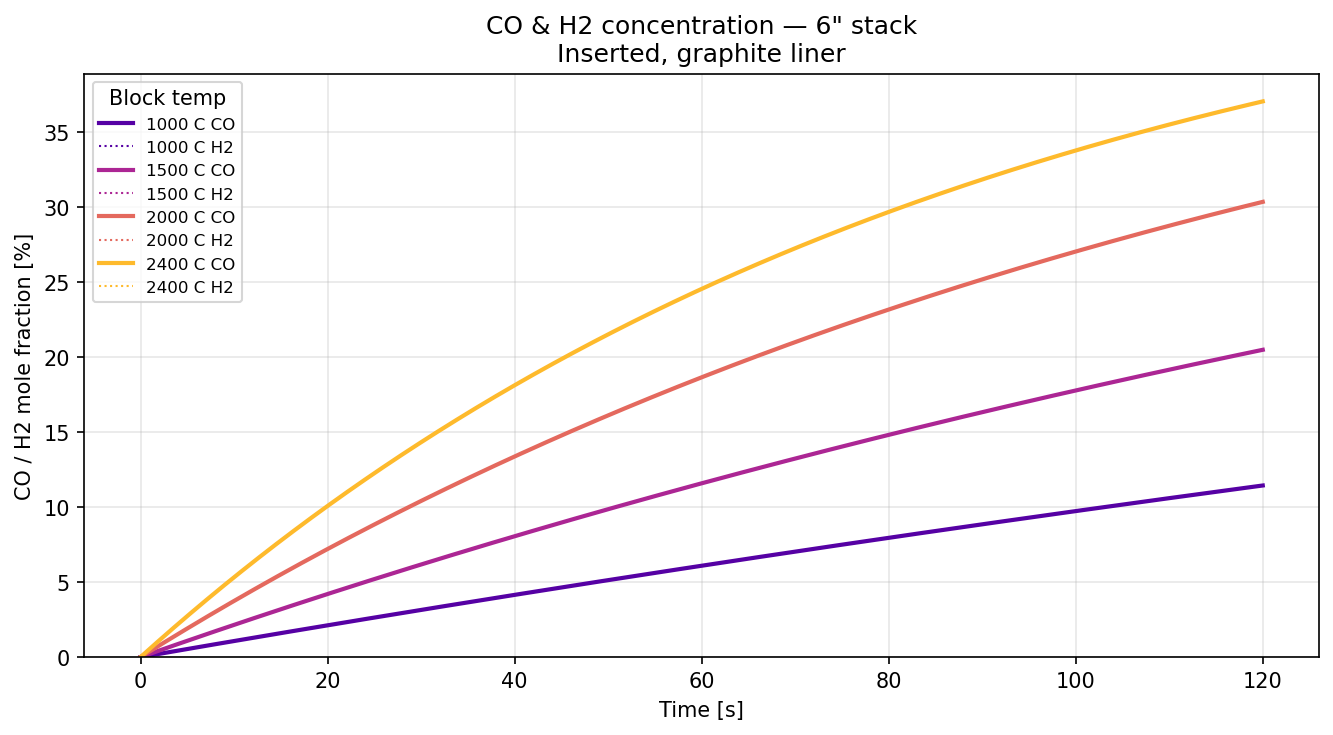 CO & H2 concentration — 6" stack
Inserted, graphite liner
Block temp
1000 C CO
1000 C H2
1500 C CO
1500 C H2
2000 C CO
2000 C H2
2400 C CO
2400 C H2
CO / H2 mole fraction [%]
35
30
25
20
15
10
5
0
0 20 40 60 80 100 120
Time [s]